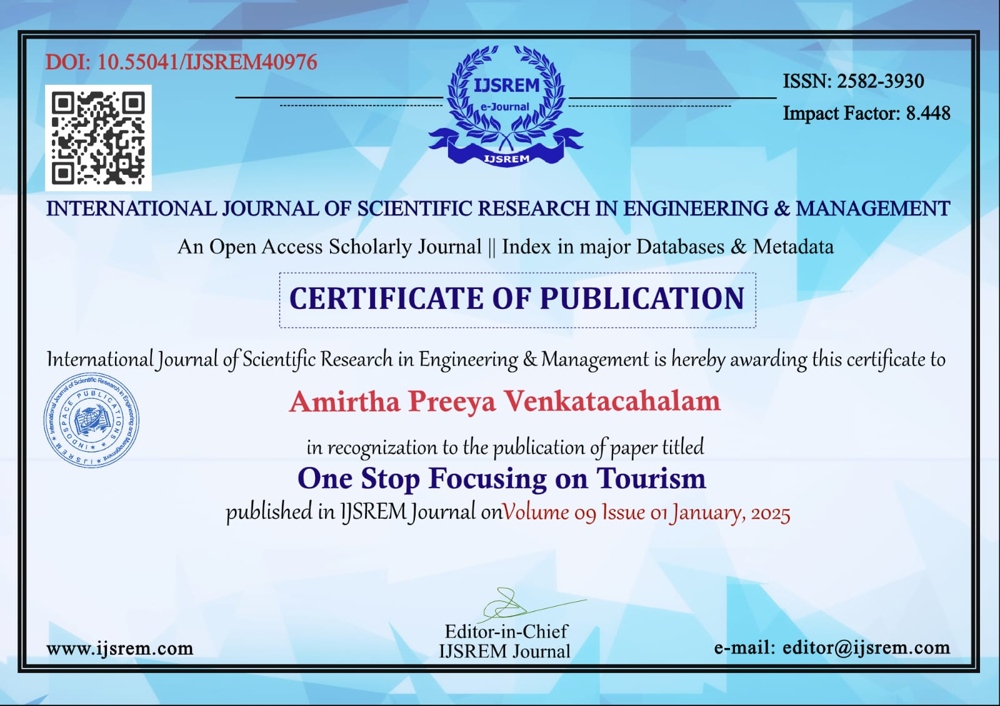 DOI: 10.55041/IJSREM40976
IJSREM
e-Journal
IJSREM
ISSN: 2582-3930
Impact Factor: 8.448
INTERNATIONAL JOURNAL OF SCIENTIFIC RESEARCH IN ENGINEERING & MANAGEMENT
An Open Access Scholarly Journal || Index in major Databases & Metadata
CERTIFICATE OF PUBLICATION
International Journal of Scientific Research in Engineering & Management is hereby awarding this certificate to
International Journal of Scientific Research in Engineering and Management
★ IJSREM ★
INDOSPACE PUBLICATIONS
Amirtha Preeya Venkatacahalam
in recognization to the publication of paper titled
One Stop Focusing on Tourism
published in IJSREM Journal onVolume 09 Issue 01 January, 2025
Editor-in-Chief
IJSREM Journal
www.ijsrem.com
e-mail: editor@ijsrem.com